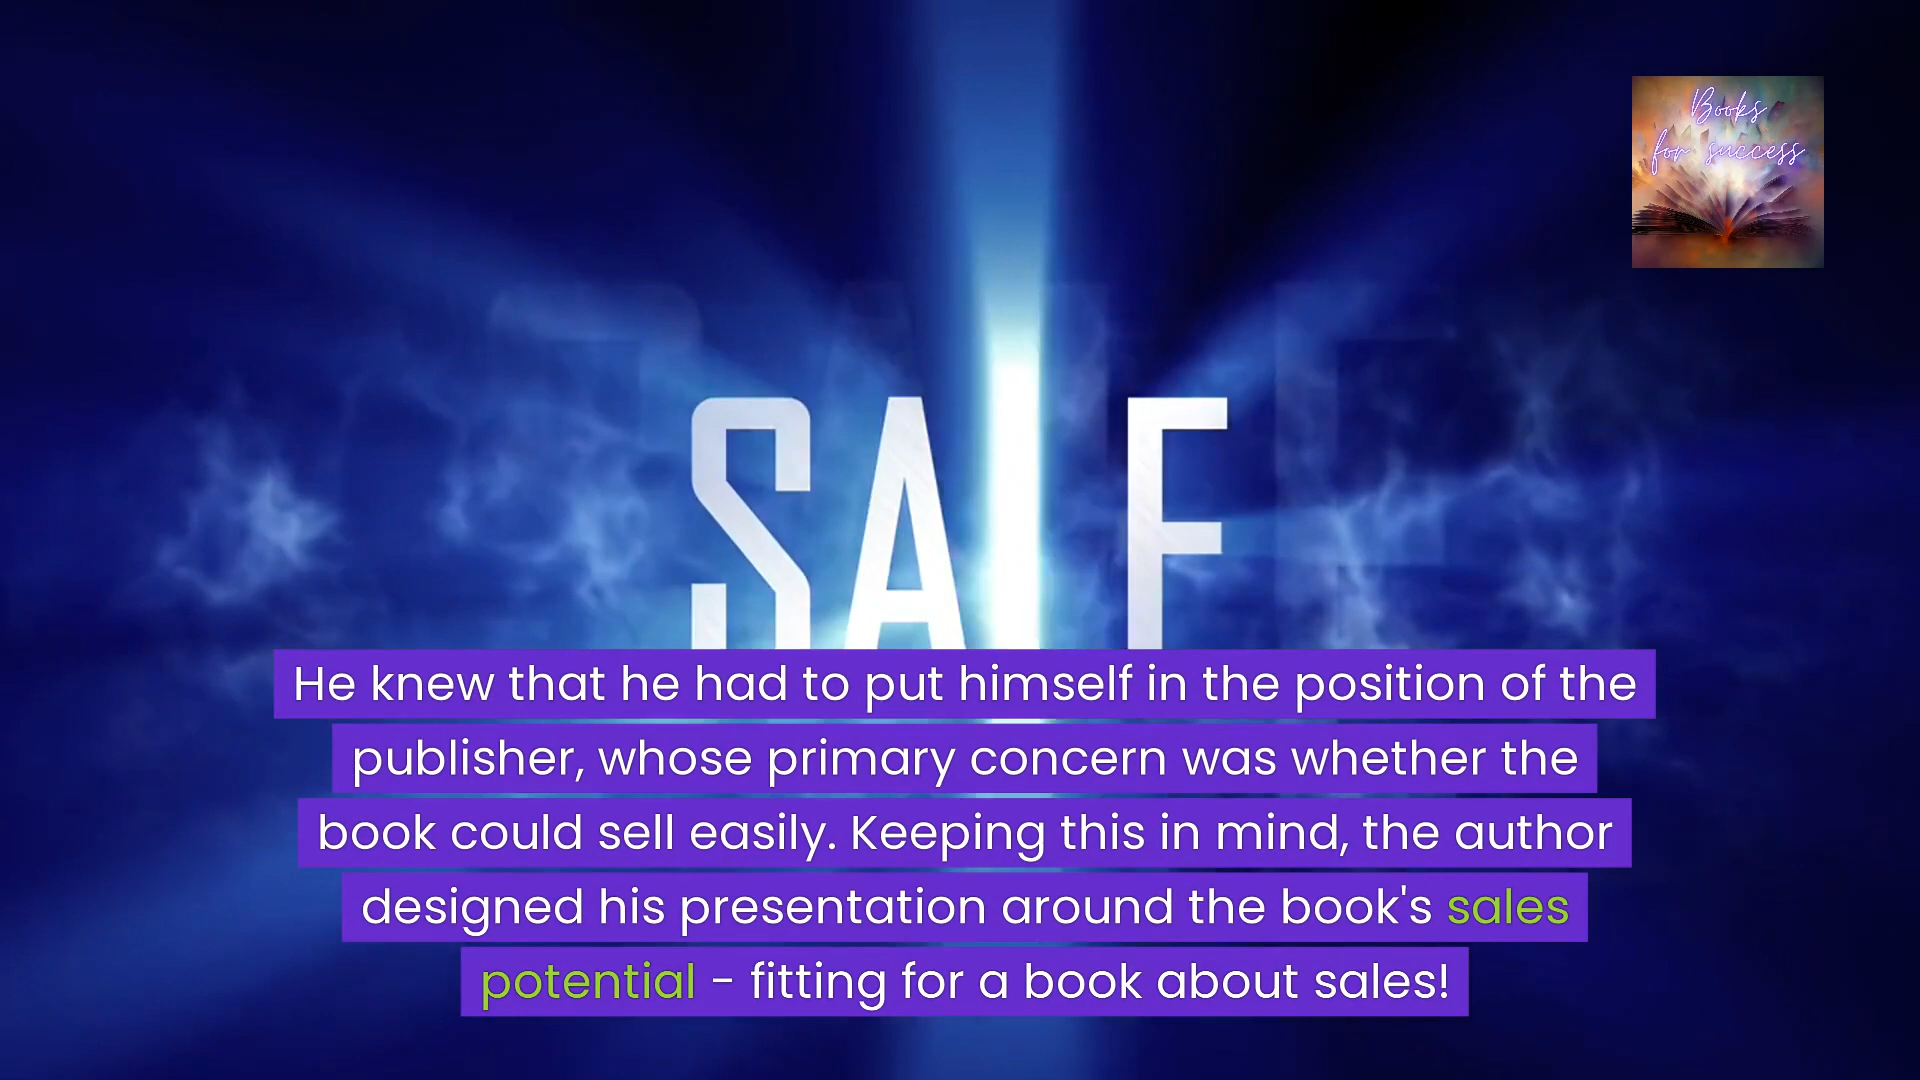 Books
for success
SALE
He knew that he had to put himself in the position of the
publisher, whose primary concern was whether the
book could sell easily. Keeping this in mind, the author
designed his presentation around the book's sales
potential - fitting for a book about sales!